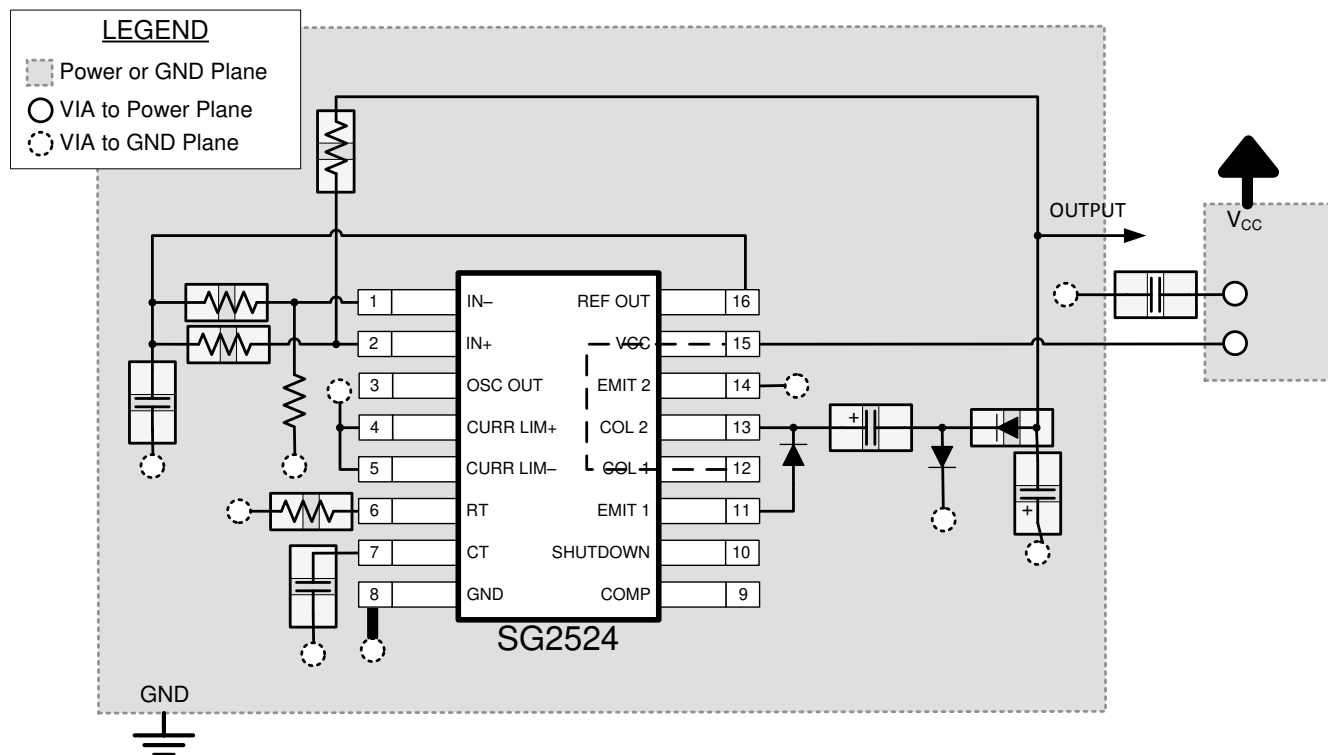 LEGEND
Power or GND Plane
VIA to Power Plane
VIA to GND Plane
OUTPUT
VCC
1 IN– REF OUT 16
2 IN+ VCC 15
3 OSC OUT EMIT 2 14
4 CURR LIM+ COL 2 13
5 CURR LIM– COL 1 12
6 RT EMIT 1 11
7 CT SHUTDOWN 10
8 GND COMP 9
+
+
SG2524
GND